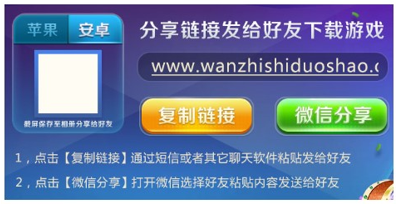 苹果 安卓
分享链接发给好友下载游戏
www.wanzhishiduoshao.c
截屏保存至相册分享给好友
复制链接 微信分享
1，点击【复制链接】通过短信或者其它聊天软件粘贴发给好友
2，点击【微信分享】打开微信选择好友粘贴内容发送给好友